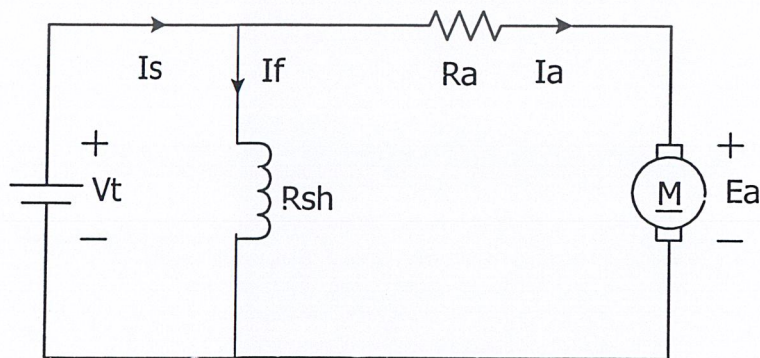 Is
If
Ra
Ia
+
Vt
−
Rsh
+
M
Ea
−